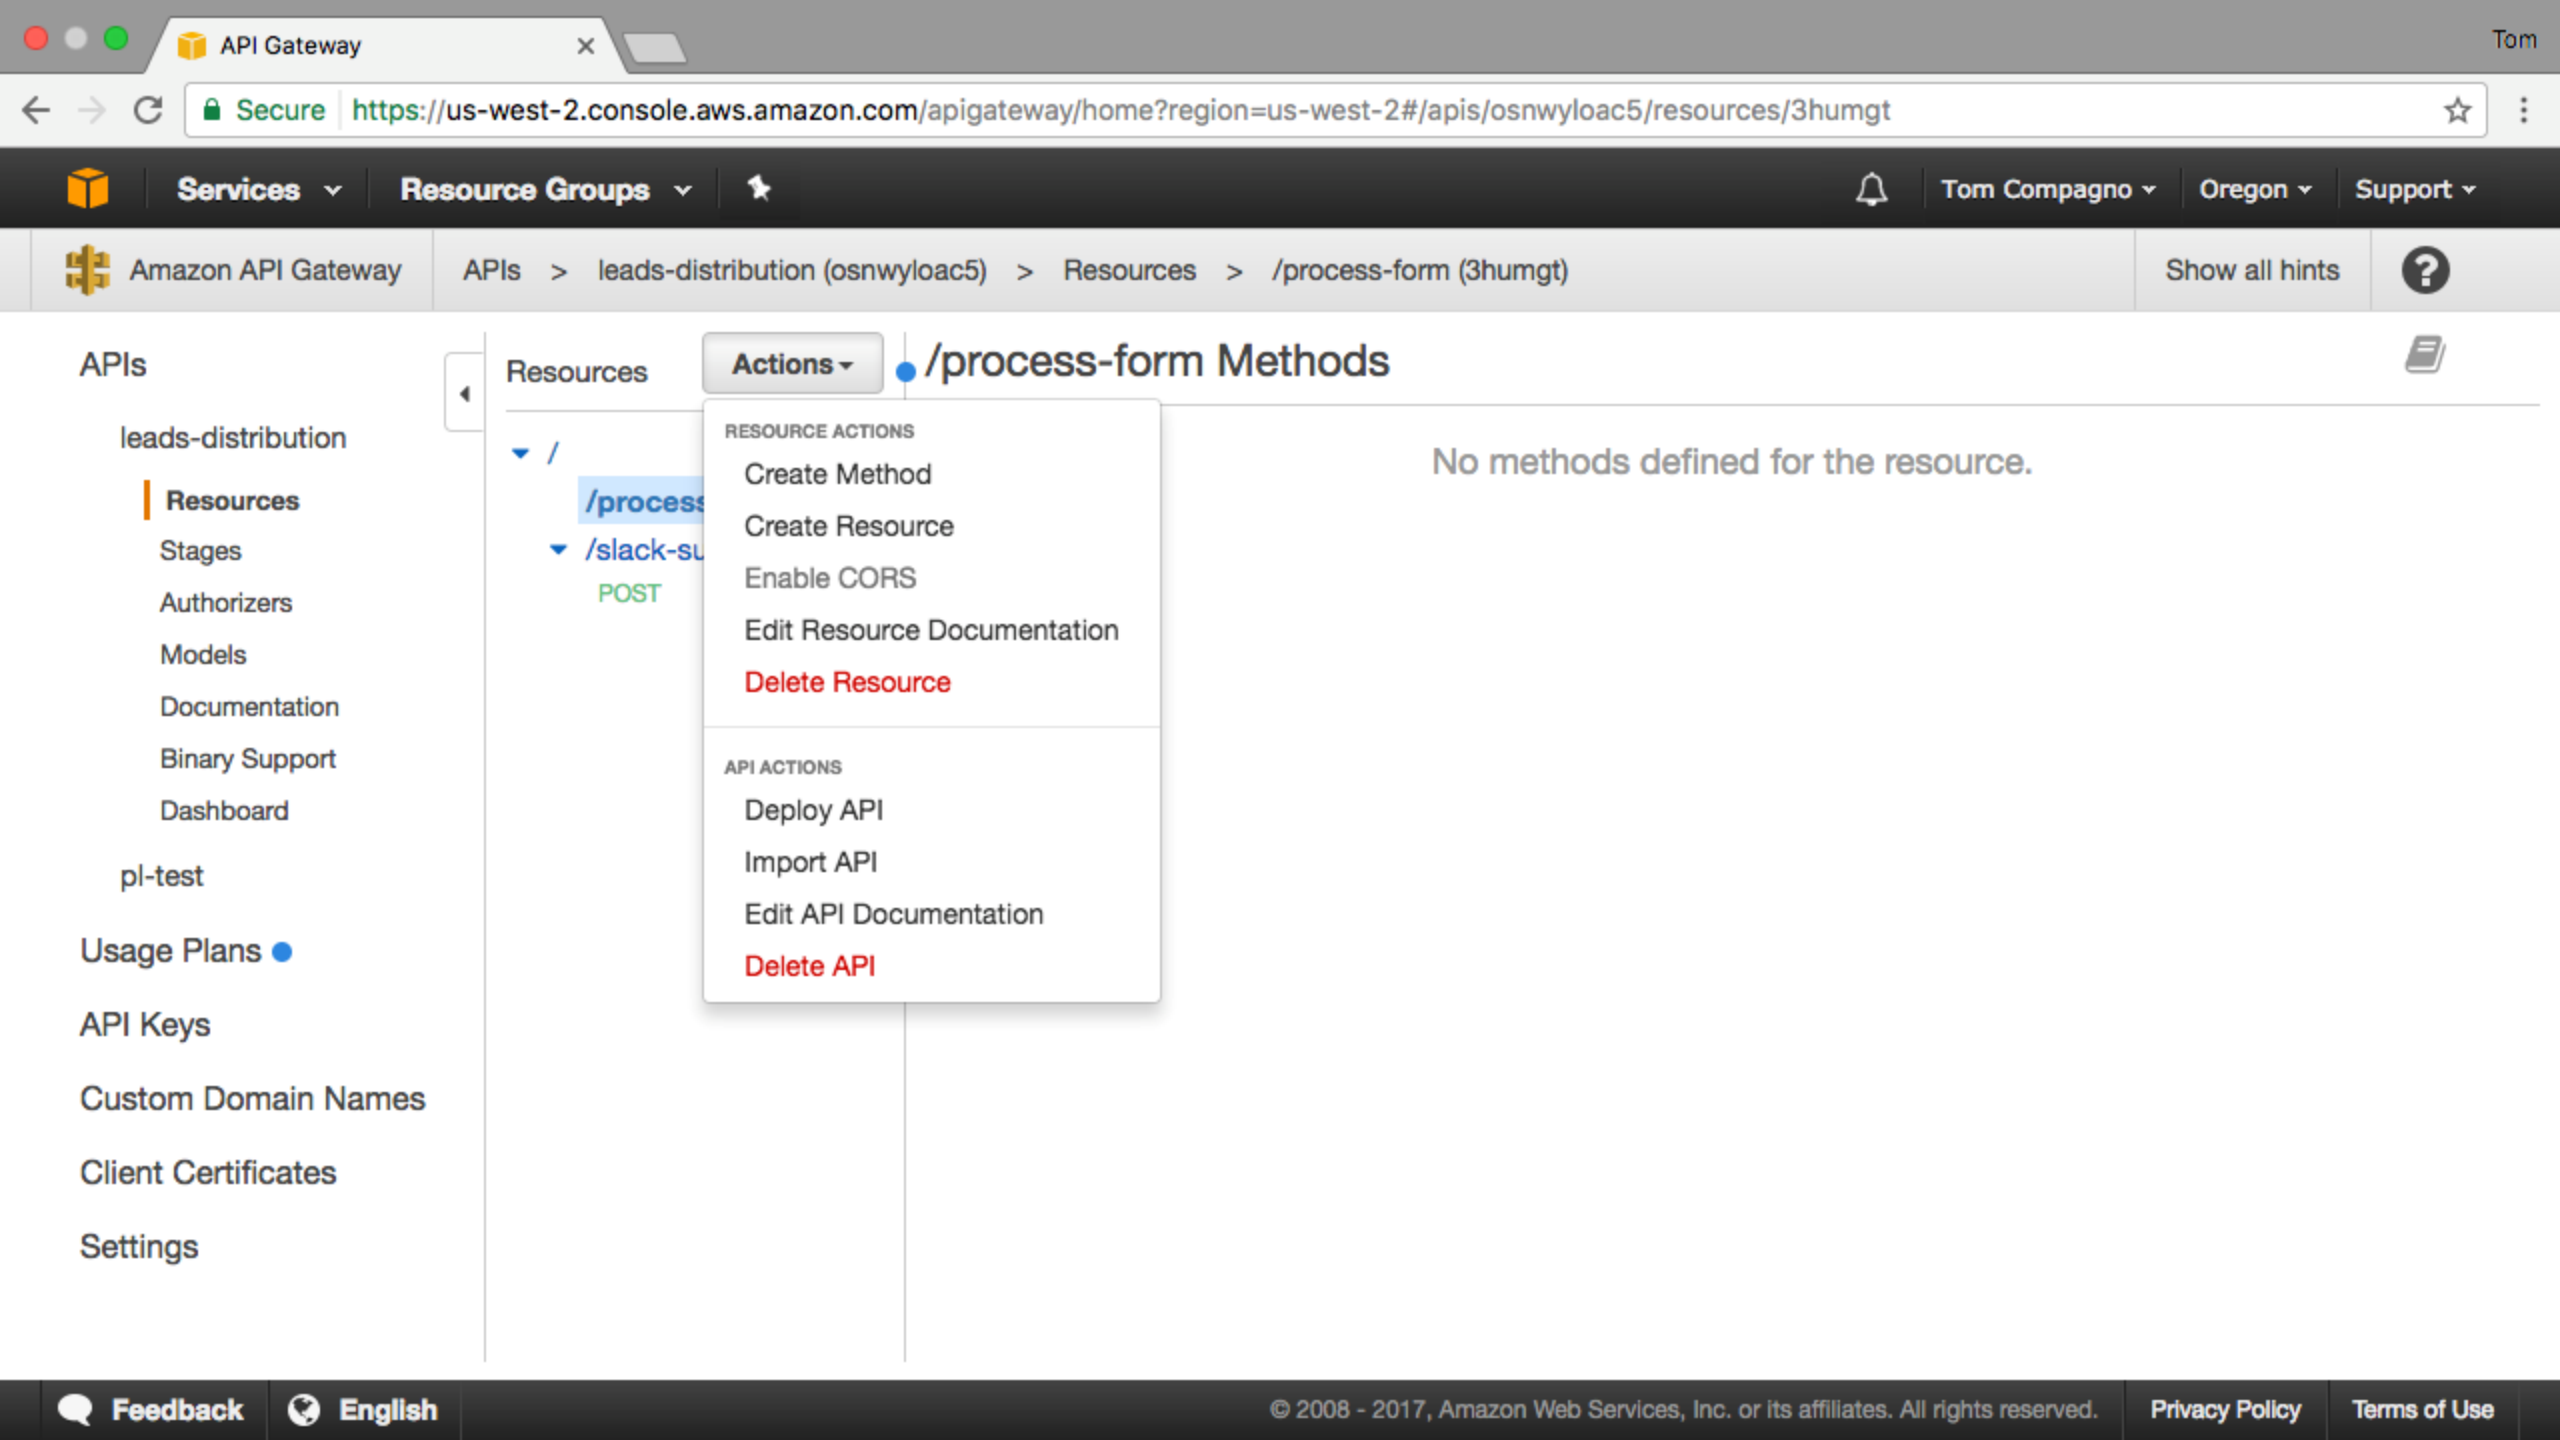 API Gateway
Tom
Secure https://us-west-2.console.aws.amazon.com/apigateway/home?region=us-west-2#/apis/osnwyloac5/resources/3humgt
Services Resource Groups Tom Compagno Oregon Support
Amazon API Gateway APIs > leads-distribution (osnwyloac5) > Resources > /process-form (3humgt) Show all hints ?
APIs
leads-distribution
Resources
Stages
Authorizers
Models
Documentation
Binary Support
Dashboard
pl-test
Usage Plans
API Keys
Custom Domain Names
Client Certificates
Settings
Resources
Actions
/
/process
/slack-su
POST
RESOURCE ACTIONS
Create Method
Create Resource
Enable CORS
Edit Resource Documentation
Delete Resource
API ACTIONS
Deploy API
Import API
Edit API Documentation
Delete API
/process-form Methods
No methods defined for the resource.
Feedback English © 2008 - 2017, Amazon Web Services, Inc. or its affiliates. All rights reserved. Privacy Policy Terms of Use